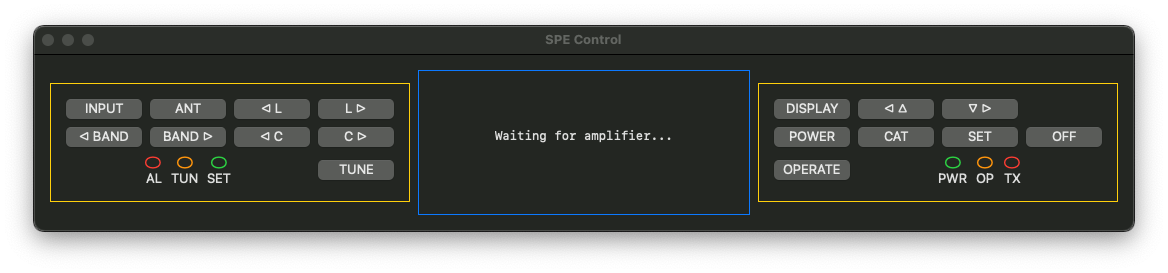 SPE Control
INPUT ANT ◁ L L ▷
◁ BAND BAND ▷ ◁ C C ▷
AL TUN SET TUNE
Waiting for amplifier...
DISPLAY ◁ △ ▽ ▷
POWER CAT SET OFF
OPERATE PWR OP TX